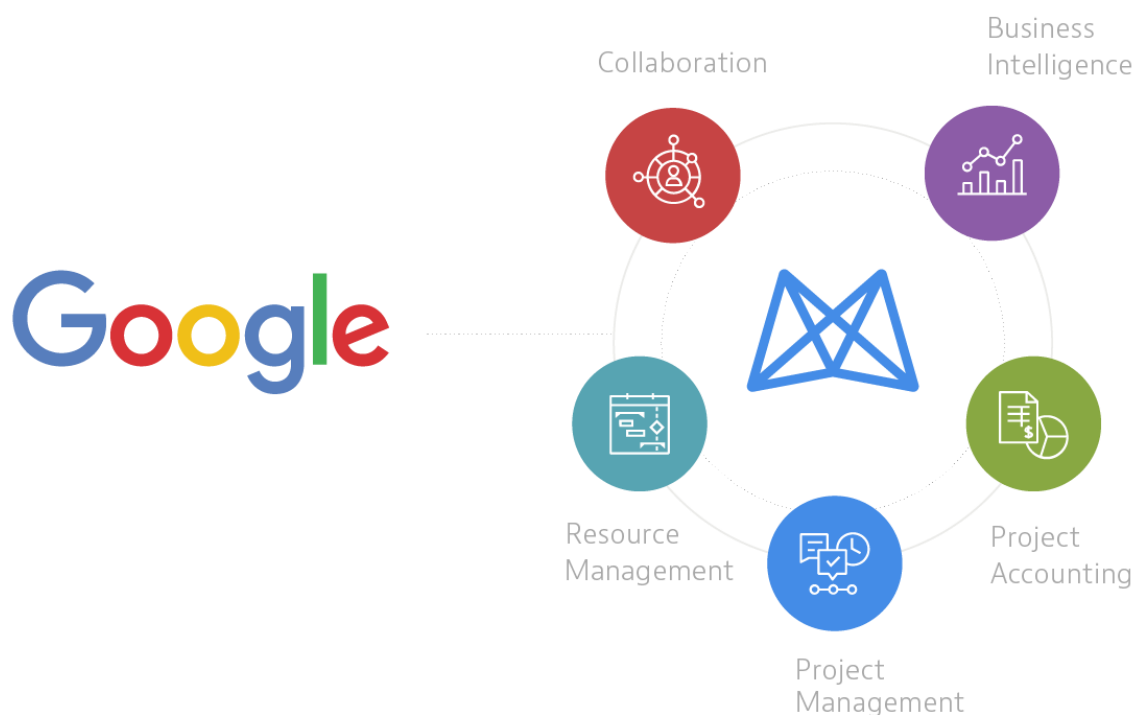 Google
Collaboration
Business
Intelligence
Resource
Management
Project
Accounting
Project
Management
$